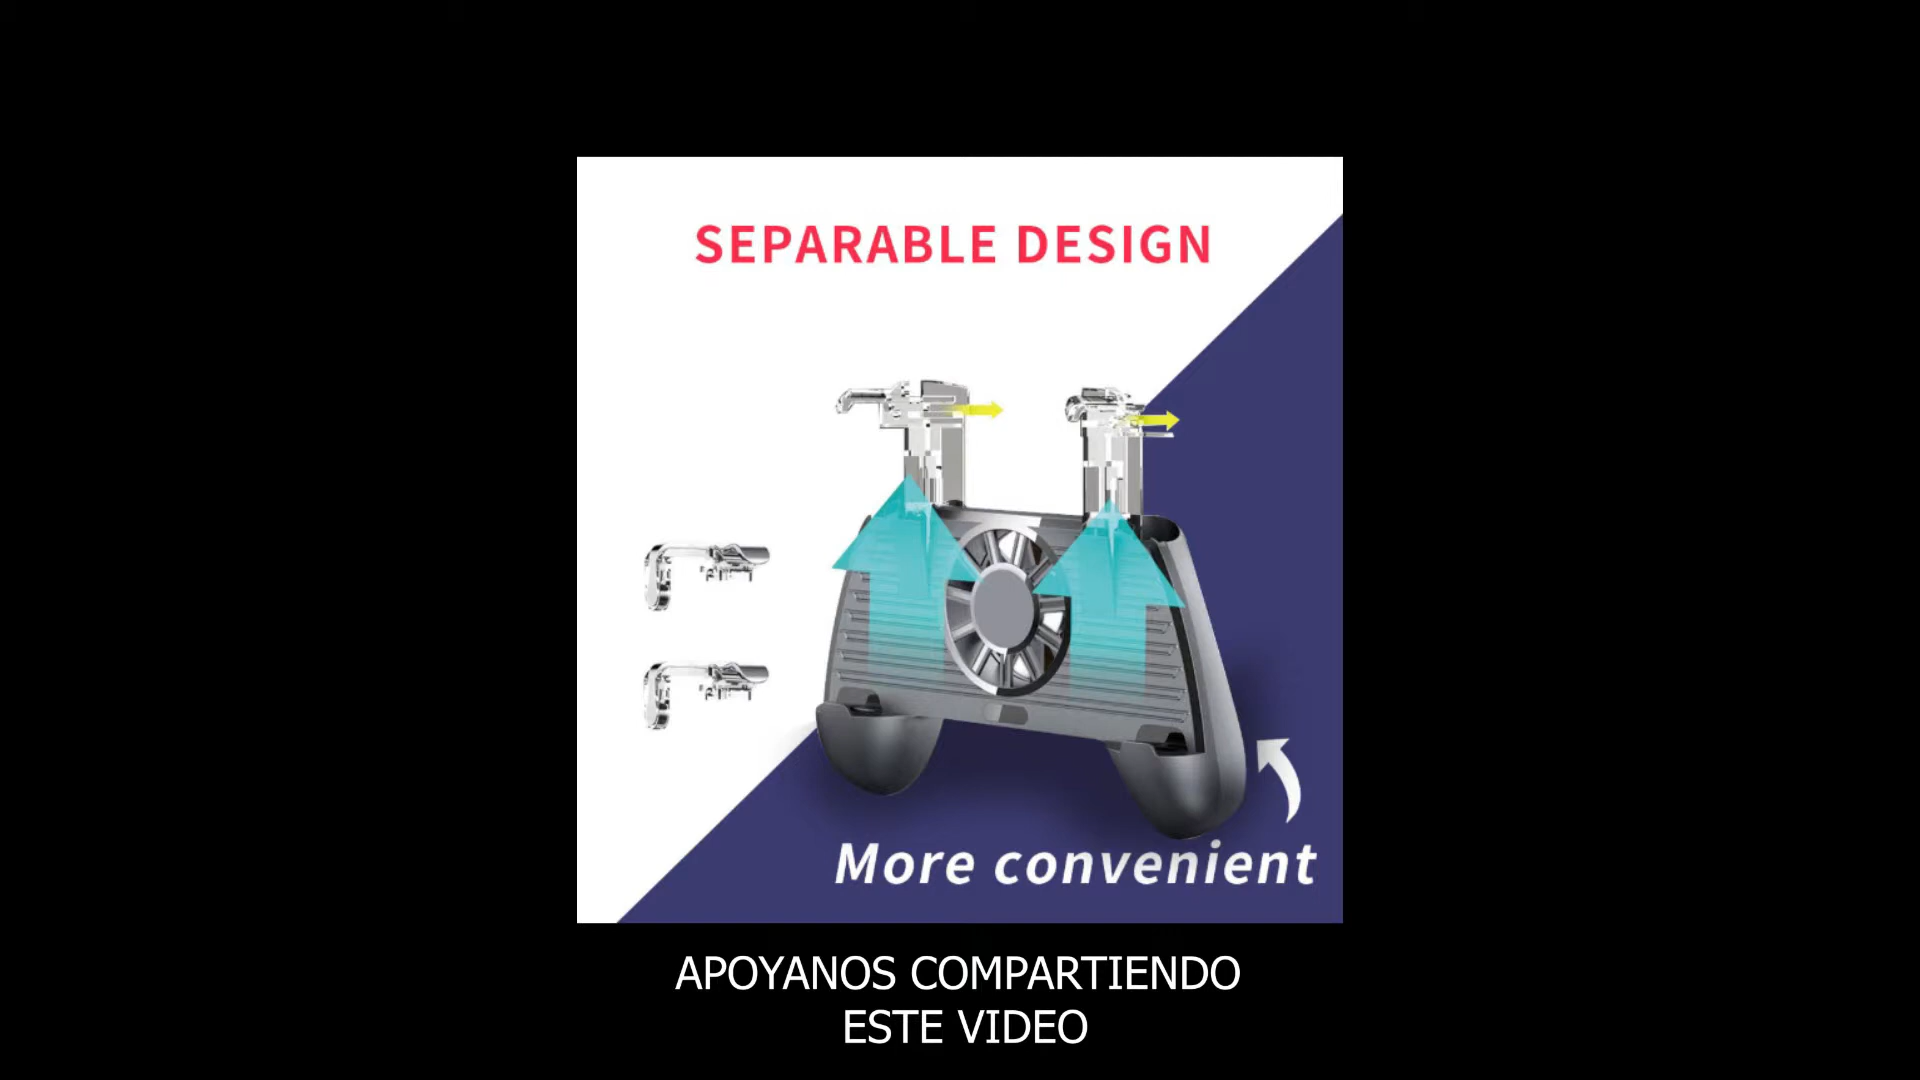 SEPARABLE DESIGN
More convenient
APOYANOS COMPARTIENDO
ESTE VIDEO